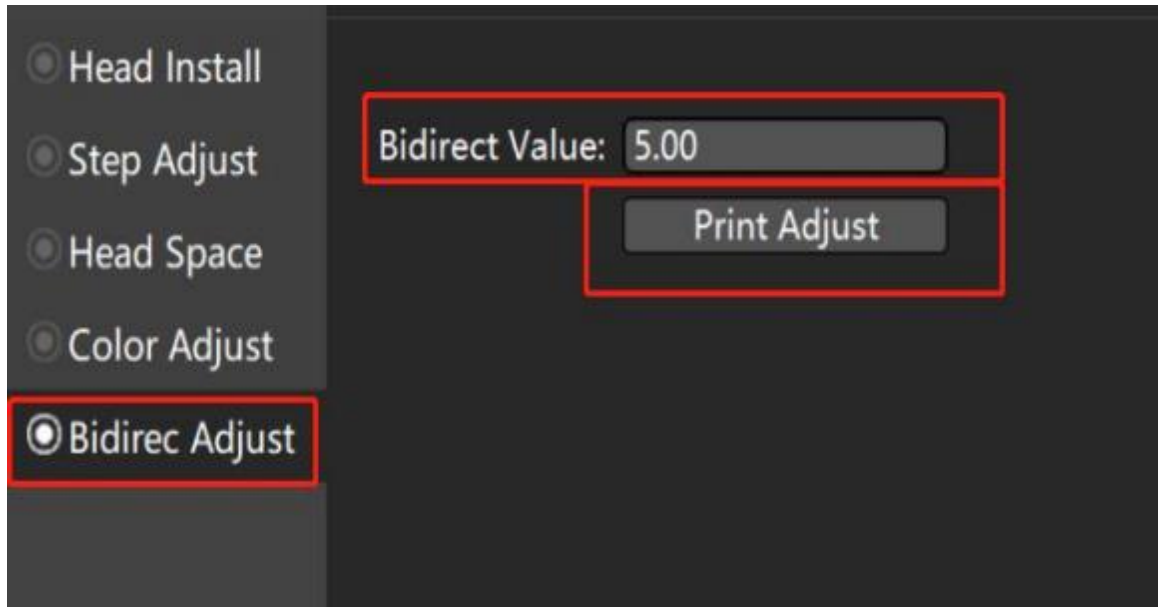 Head Install
Step Adjust
Head Space
Color Adjust
Bidirec Adjust
Bidirect Value: 5.00
Print Adjust